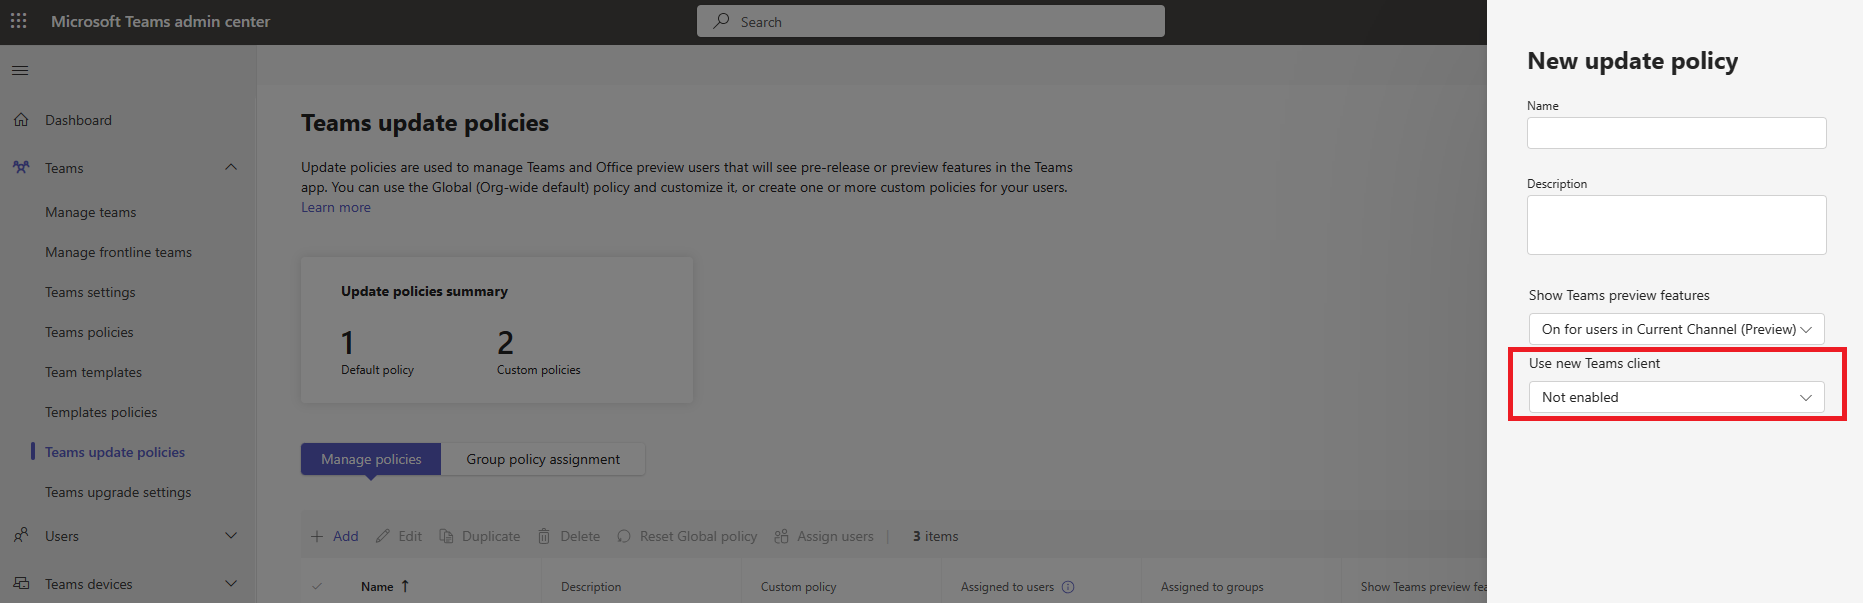 Microsoft Teams admin center
Search
Dashboard
Teams
Manage teams
Manage frontline teams
Teams settings
Teams policies
Team templates
Templates policies
Teams update policies
Teams upgrade settings
Users
Teams devices
Teams update policies
Update policies are used to manage Teams and Office preview users that will see pre-release or preview features in the Teams
app. You can use the Global (Org-wide default) policy and customize it, or create one or more custom policies for your users.
Learn more
Update policies summary
1 2
Default policy Custom policies
Manage policies Group policy assignment
Add Edit Duplicate Delete Reset Global policy Assign users | 3 items
Name ↑ Description Custom policy Assigned to users Assigned to groups Show Teams preview fea
New update policy
Name
Description
Show Teams preview features
On for users in Current Channel (Preview)
Use new Teams client
Not enabled